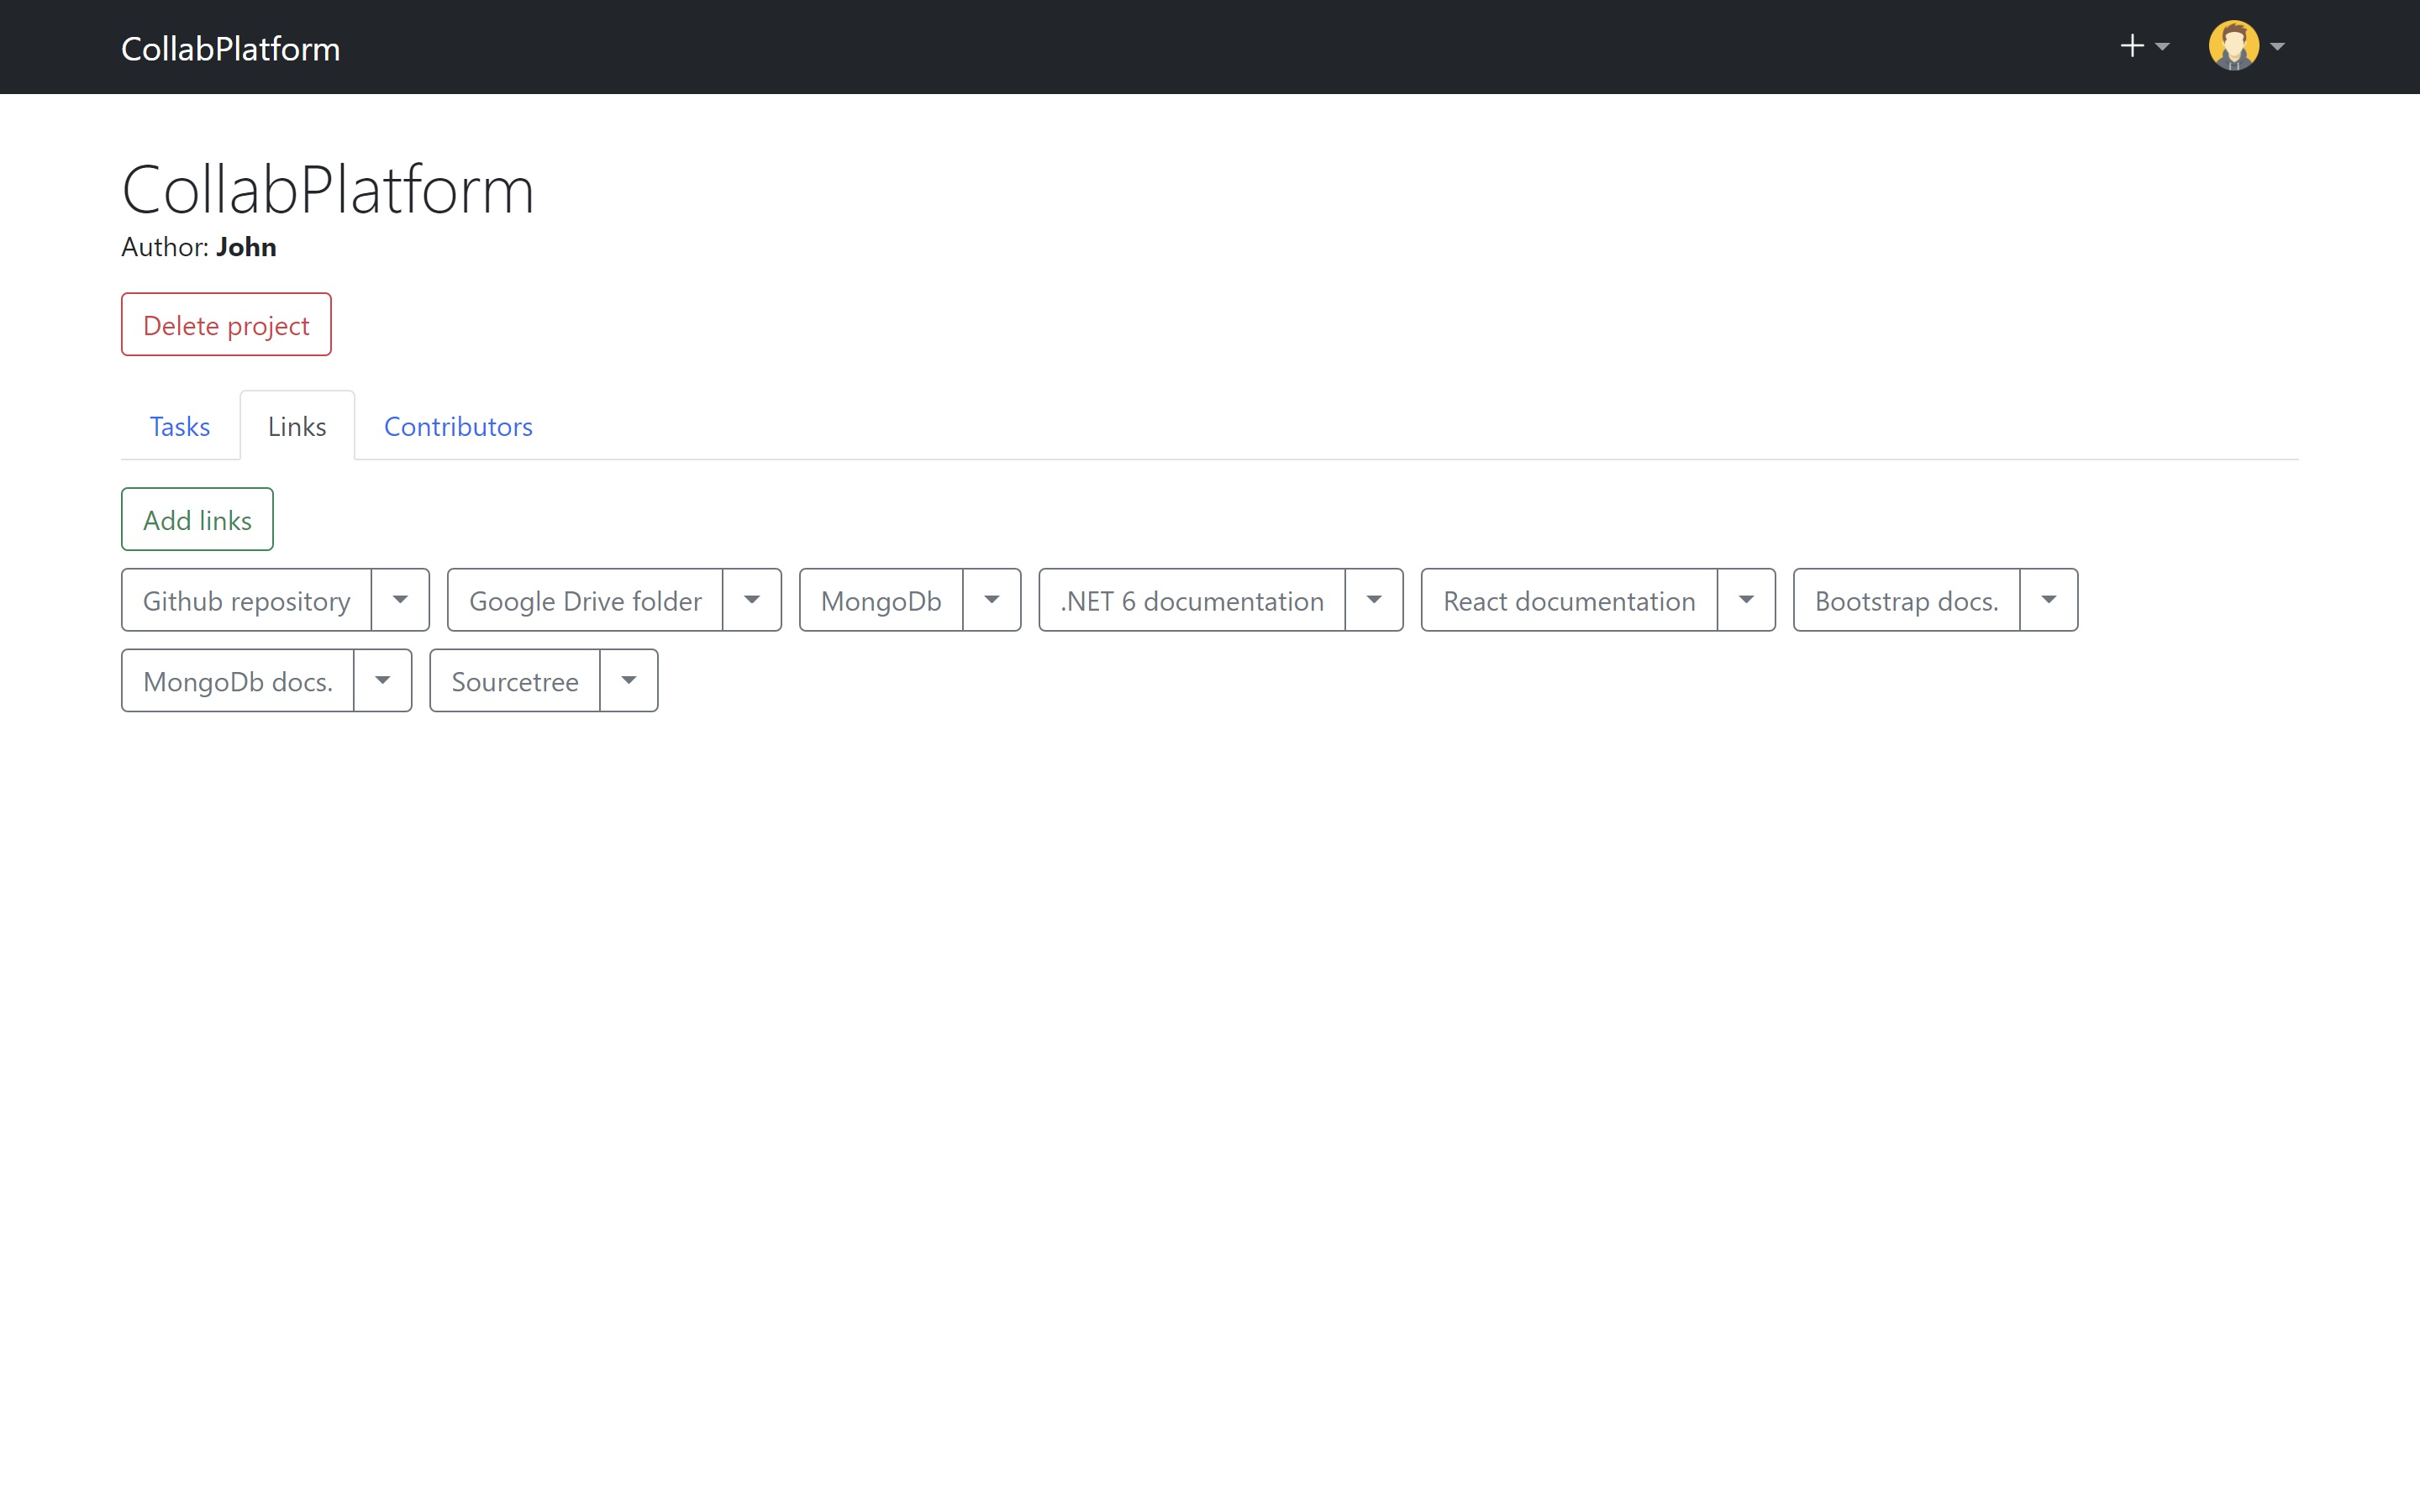 CollabPlatform
CollabPlatform
Author: John
Delete project
Tasks Links Contributors
Add links
Github repository Google Drive folder MongoDb .NET 6 documentation React documentation Bootstrap docs.
MongoDb docs. Sourcetree